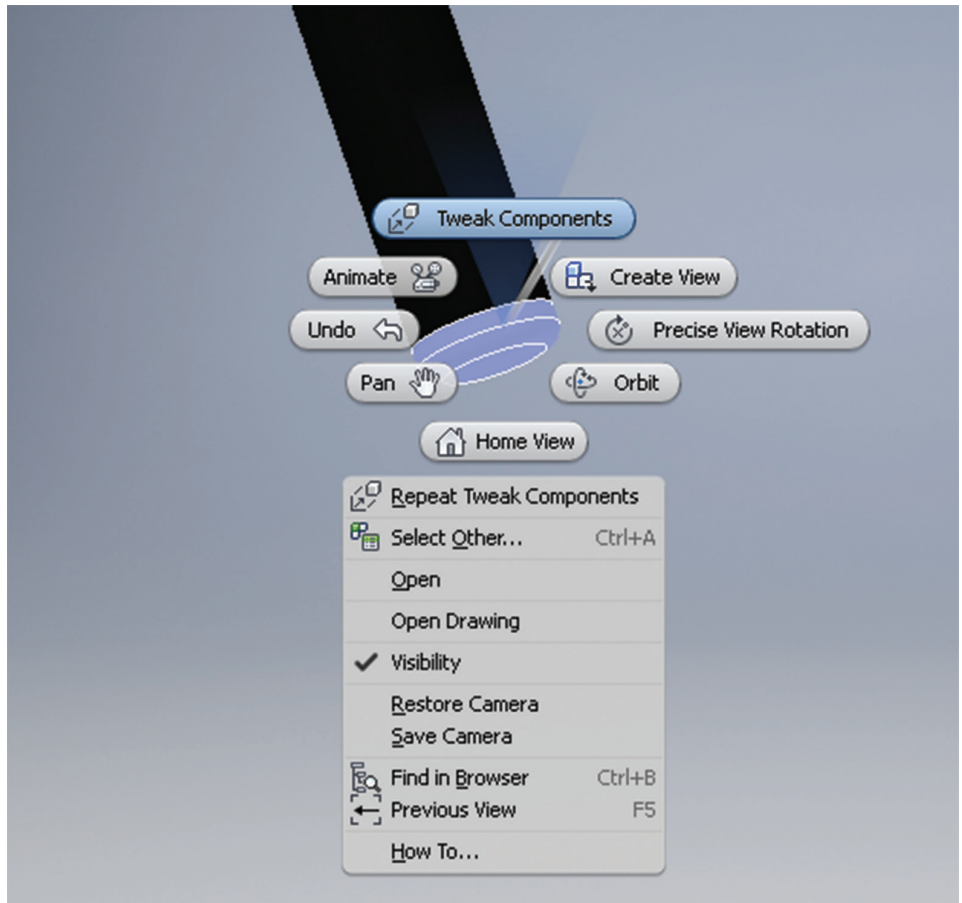 Tweak Components
Animate
Create View
Undo
Precise View Rotation
Pan
Orbit
Home View
Repeat Tweak Components
Select Other... Ctrl+A
Open
Open Drawing
Visibility
Restore Camera
Save Camera
Find in Browser Ctrl+B
Previous View F5
How To...